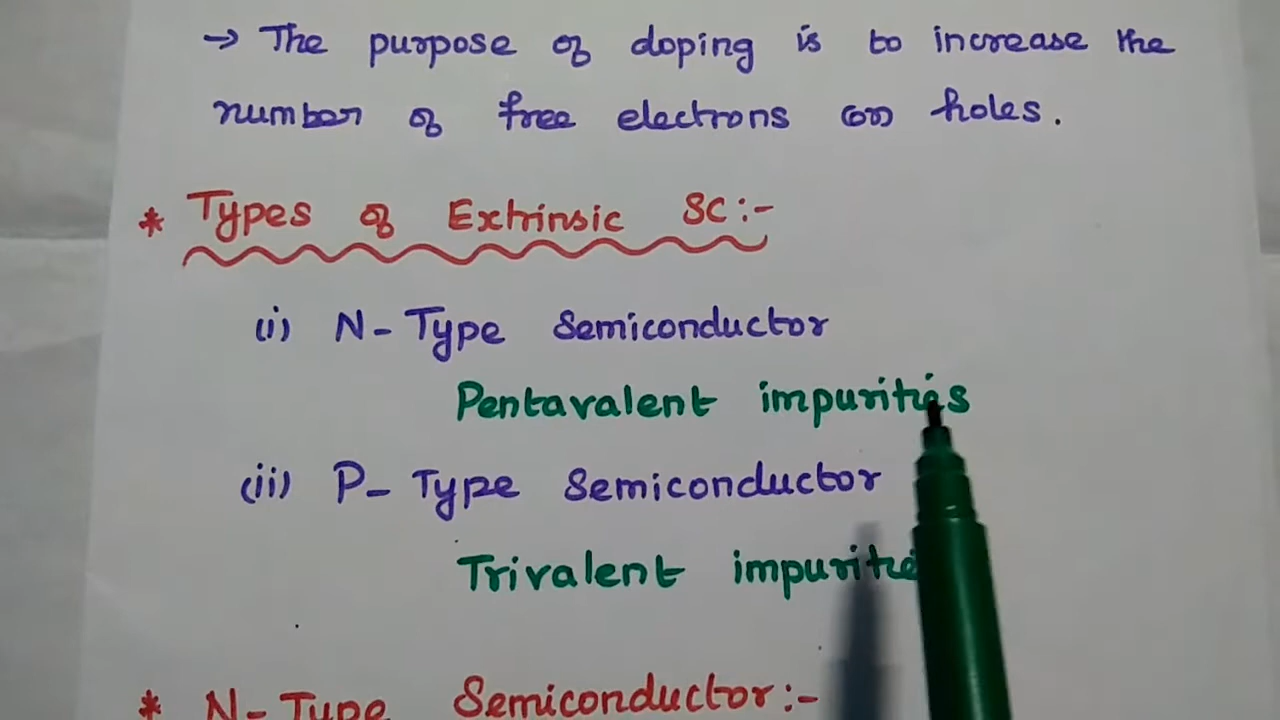 → The purpose of doping is to increase the
number of free electrons (or) holes.
* Types of Extrinsic SC:-
(i) N-Type Semiconductor
Pentavalent impurities
(ii) P-Type Semiconductor
Trivalent impuritie
* N-Type Semiconductor:-